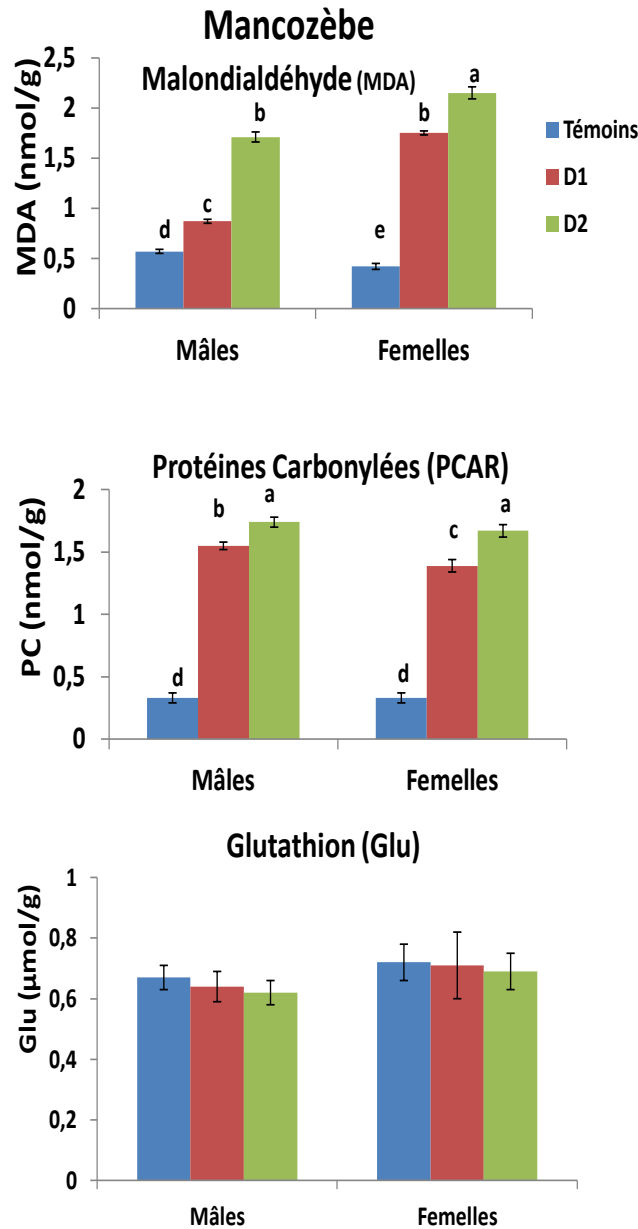 Mancozèbe
Malondialdéhyde (MDA)
MDA (nmol/g)
2,5
2
1,5
1
0,5
0
d
c
b
e
b
a
Mâles
Femelles
Témoins
D1
D2
Protéines Carbonylées (PCAR)
PC (nmol/g)
2
1,5
1
0,5
0
d
b
a
d
c
a
Mâles
Femelles
Glutathion (Glu)
Glu (µmol/g)
1
0,8
0,6
0,4
0,2
0
Mâles
Femelles